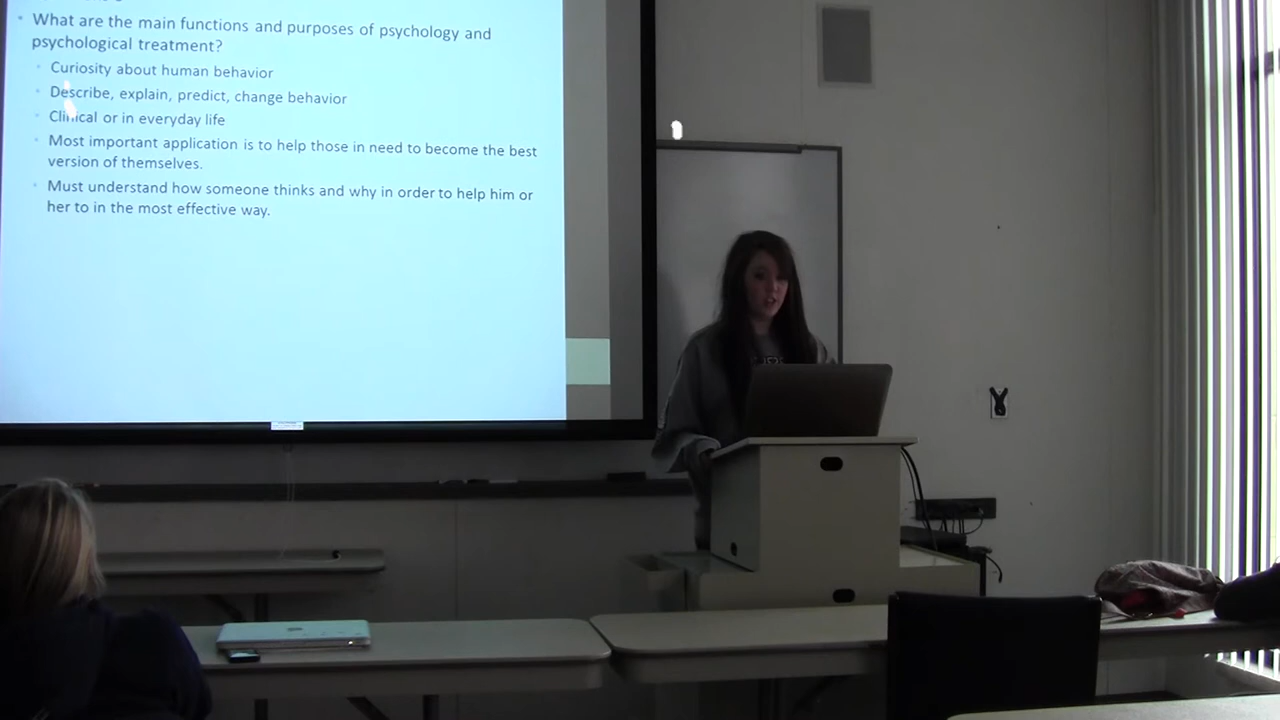 What are the main functions and purposes of psychology and
psychological treatment?
Curiosity about human behavior
Describe, explain, predict, change behavior
Clinical or in everyday life
Most important application is to help those in need to become the best
version of themselves.
Must understand how someone thinks and why in order to help him or
her to in the most effective way.